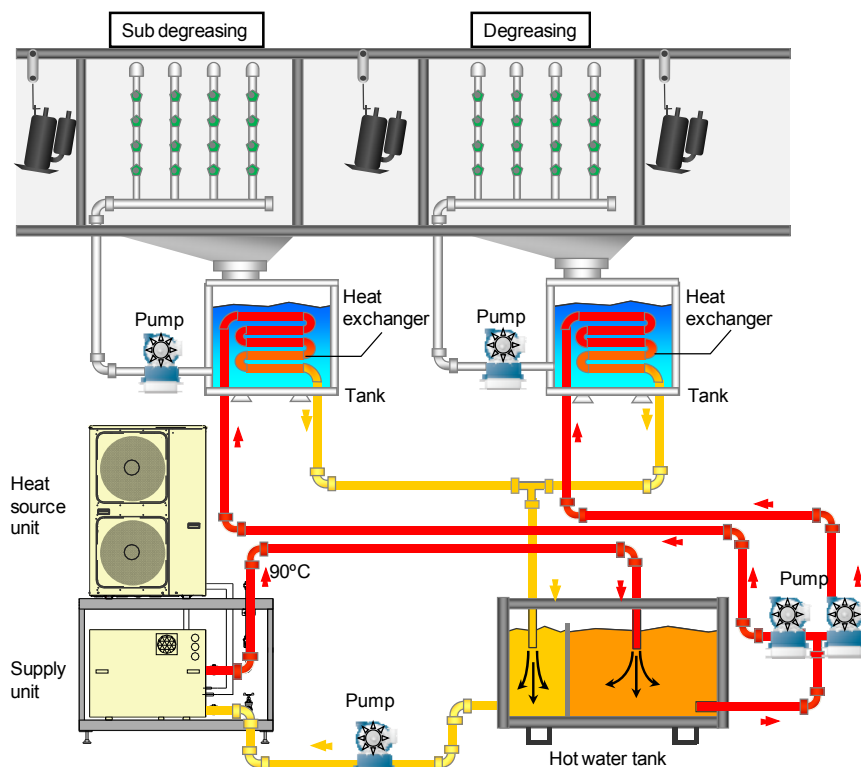 Sub degreasing
Degreasing
Pump
Heat
exchanger
Tank
Pump
Heat
exchanger
Tank
Heat
source
unit
90ºC
Pump
Supply
unit
Pump
Hot water tank